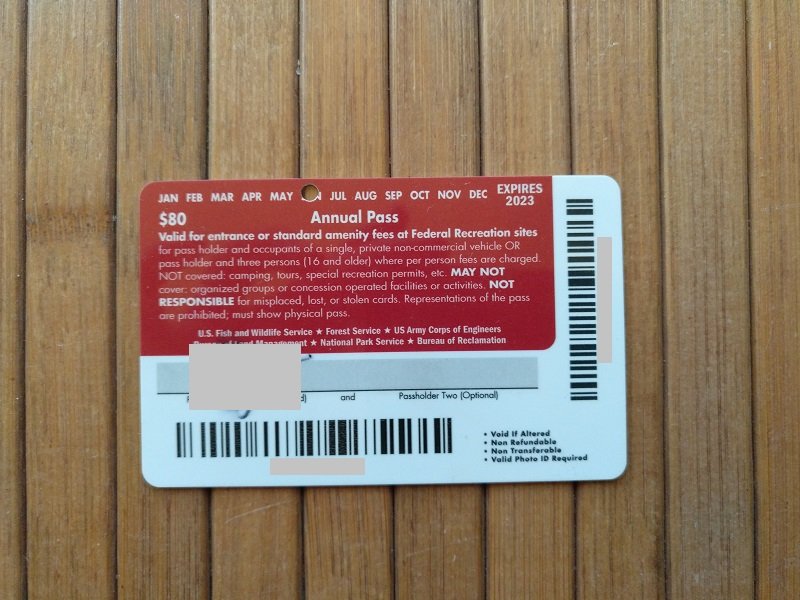 JAN FEB MAR APR MAY JUL AUG SEP OCT NOV DEC EXPIRES 2023
$80 Annual Pass
Valid for entrance or standard amenity fees at Federal Recreation sites
for pass holder and occupants of a single, private non-commercial vehicle OR
pass holder and three persons (16 and older) where per person fees are charged.
NOT covered: camping, tours, special recreation permits, etc. MAY NOT
cover: organized groups or concession operated facilities or activities. NOT
RESPONSIBLE for misplaced, lost, or stolen cards. Representations of the pass
are prohibited; must show physical pass.
U.S. Fish and Wildlife Service ★ Forest Service ★ US Army Corps of Engineers
Bureau of Land Management ★ National Park Service ★ Bureau of Reclamation
and Passholder Two (Optional)
• Void If Altered
• Non Refundable
• Non Transferable
• Valid Photo ID Required